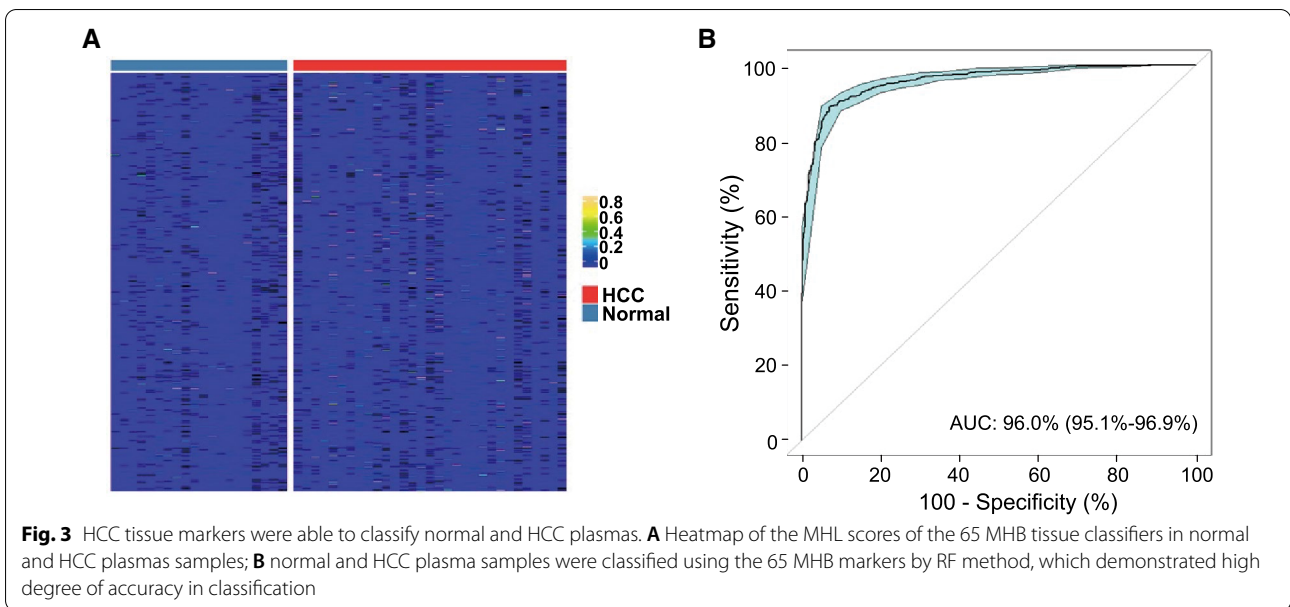 A
B
0.8
0.6
0.4
0.2
0
HCC
Normal
Sensitivity (%)
100
80
60
40
20
0
AUC: 96.0% (95.1%-96.9%)
0 20 40 60 80 100
100 - Specificity (%)
Fig. 3 HCC tissue markers were able to classify normal and HCC plasmas. A Heatmap of the MHL scores of the 65 MHB tissue classifiers in normal
and HCC plasmas samples; B normal and HCC plasma samples were classified using the 65 MHB markers by RF method, which demonstrated high
degree of accuracy in classification